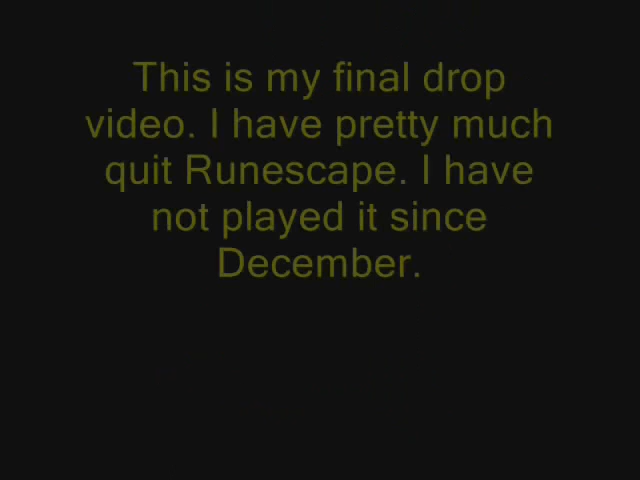 This is my final drop
video. I have pretty much
quit Runescape. I have
not played it since
December.